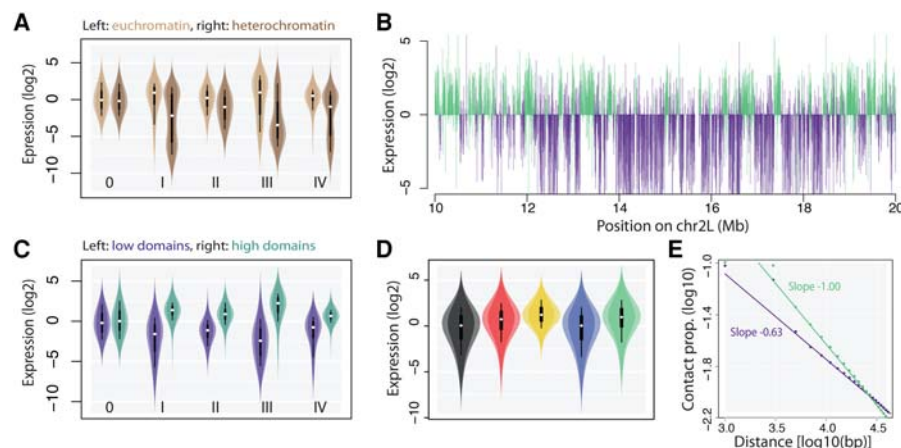 A
Left: euchromatin, right: heterochromatin
Epression (log2)
5
0
−5
−10
0 I II III IV
B
Expression (log2)
5
0
−5
10 12 14 16 18 20
Position on chr2L (Mb)
C
Left: low domains, right: high domains
Expression (log2)
5
0
−5
−10
0 I II III IV
D
Expression (log2)
5
0
−5
−10
E
Contact prop. (log10)
−1.0
−1.4
−1.8
−2.2
Slope -1.00
Slope -0.63
3.0 3.5 4.0 4.5
Distance [log10(bp)]